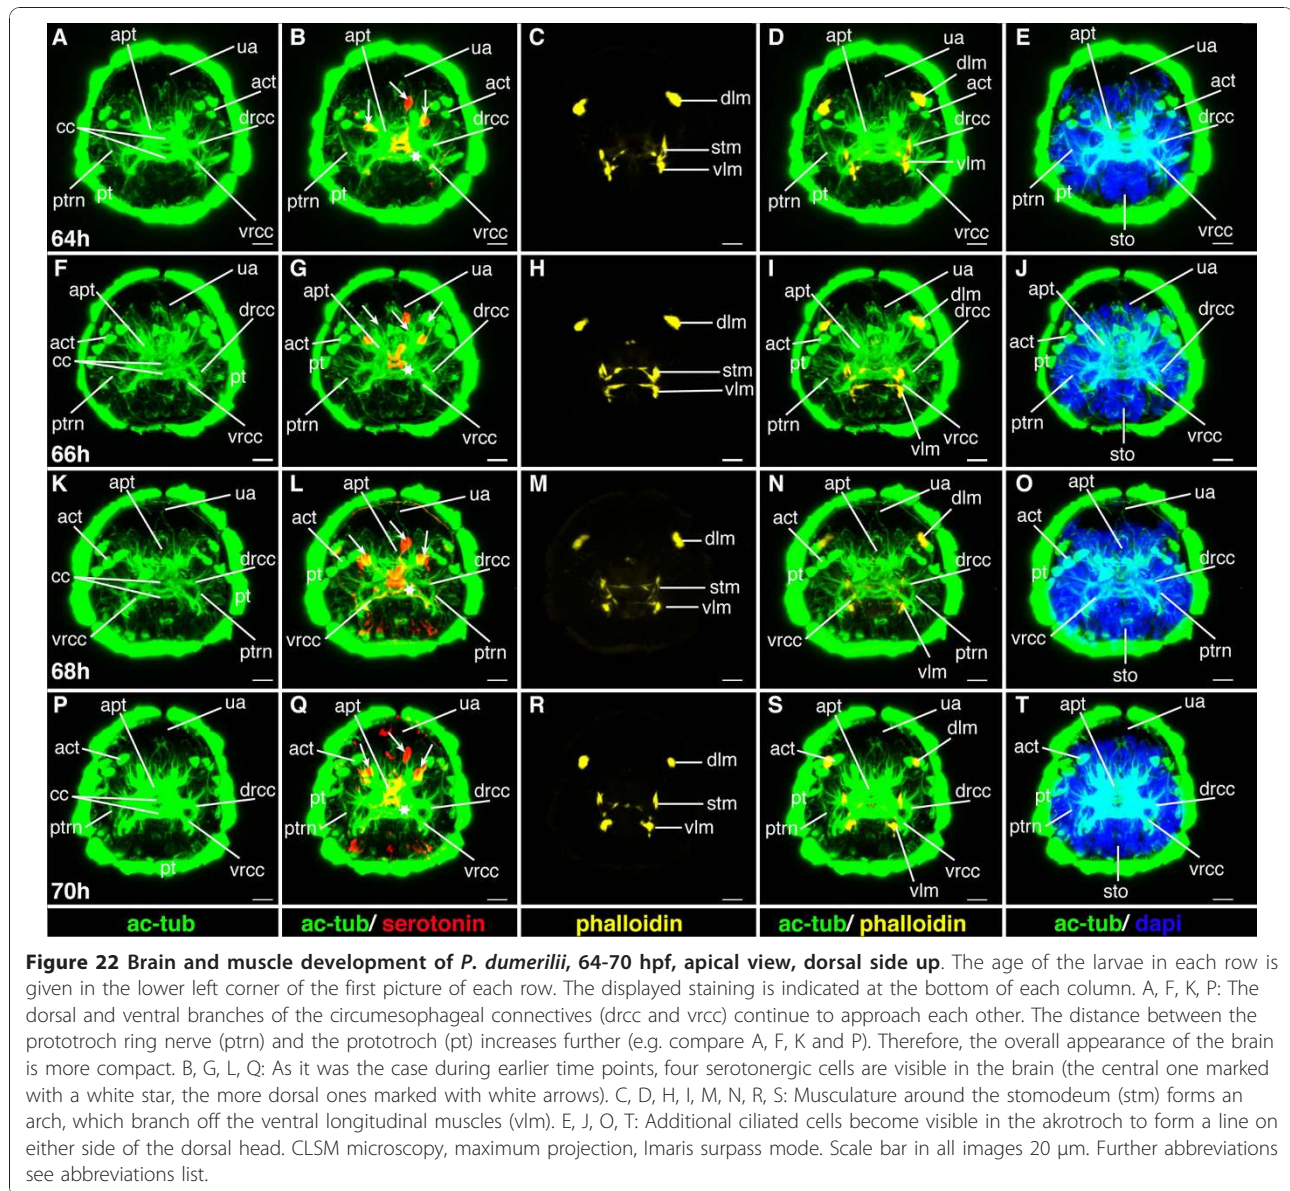 A apt ua act drcc cc ptrn pt vrcc 64h
B apt ua act drcc ptrn pt vrcc
C dlm stm vlm
D apt ua dlm act drcc vlm ptrn pt vrcc
E apt ua act drcc ptrn pt vrcc sto
F ua apt drcc act cc pt ptrn vrcc 66h
G ua apt drcc act pt ptrn vrcc
H dlm stm vlm
I ua apt dlm drcc act pt ptrn vrcc vlm
J ua apt drcc act pt ptrn vrcc sto
K apt ua act drcc cc pt pt vrcc ptrn 68h
L apt ua act drcc pt vrcc ptrn
M dlm stm vlm
N apt ua dlm act drcc pt vrcc ptrn vlm
O apt ua act drcc pt vrcc ptrn sto
P apt ua act drcc cc ptrn vrcc pt 70h
Q apt ua act drcc pt ptrn vrcc
R dlm stm vlm
S apt ua dlm act drcc pt ptrn vrcc vlm
T apt ua act drcc pt ptrn vrcc sto
ac-tub ac-tub/ serotonin phalloidin ac-tub/ phalloidin ac-tub/ dapi
Figure 22 Brain and muscle development of P. dumerilii, 64-70 hpf, apical view, dorsal side up. The age of the larvae in each row is
given in the lower left corner of the first picture of each row. The displayed staining is indicated at the bottom of each column. A, F, K, P: The
dorsal and ventral branches of the circumesophageal connectives (drcc and vrcc) continue to approach each other. The distance between the
prototroch ring nerve (ptrn) and the prototroch (pt) increases further (e.g. compare A, F, K and P). Therefore, the overall appearance of the brain
is more compact. B, G, L, Q: As it was the case during earlier time points, four serotonergic cells are visible in the brain (the central one marked
with a white star, the more dorsal ones marked with white arrows). C, D, H, I, M, N, R, S: Musculature around the stomodeum (stm) forms an
arch, which branch off the ventral longitudinal muscles (vlm). E, J, O, T: Additional ciliated cells become visible in the akrotroch to form a line on
either side of the dorsal head. CLSM microscopy, maximum projection, Imaris surpass mode. Scale bar in all images 20 μm. Further abbreviations
see abbreviations list.